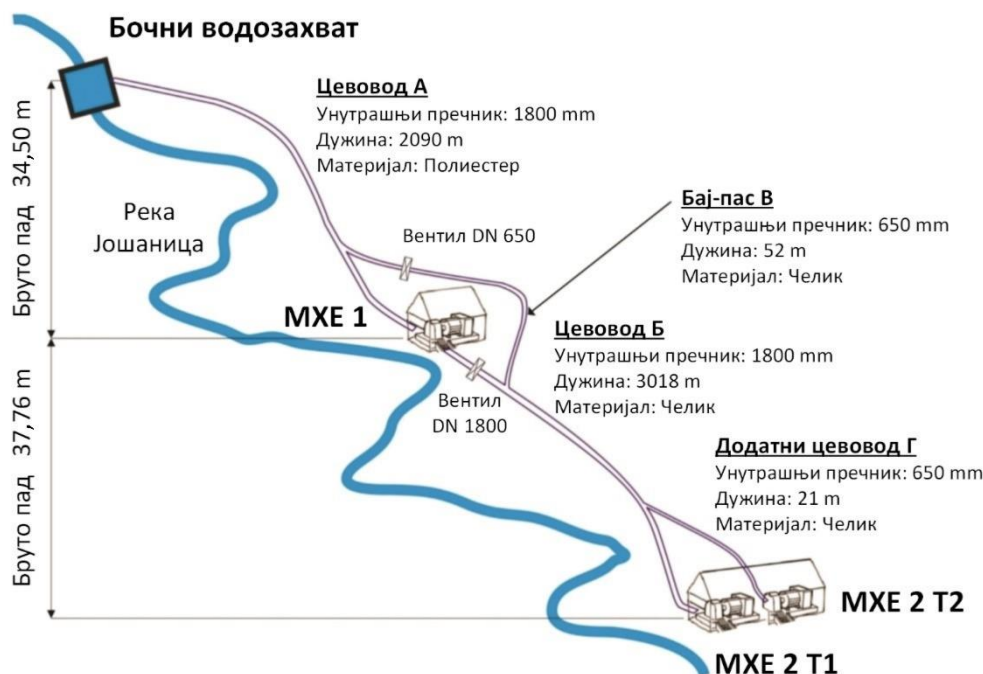 Бочни водозахват
Цевовод А
Унутрашњи пречник: 1800 mm
Дужина: 2090 m
Материјал: Полиестер
Бруто пад 34,50 m
Река
Јошаница
Вентил DN 650
Бај-пас В
Унутрашњи пречник: 650 mm
Дужина: 52 m
Материјал: Челик
МХЕ 1
Цевовод Б
Унутрашњи пречник: 1800 mm
Дужина: 3018 m
Материјал: Челик
Вентил
DN 1800
Бруто пад 37,76 m
Додатни цевовод Г
Унутрашњи пречник: 650 mm
Дужина: 21 m
Материјал: Челик
МХЕ 2 Т2
МХЕ 2 Т1